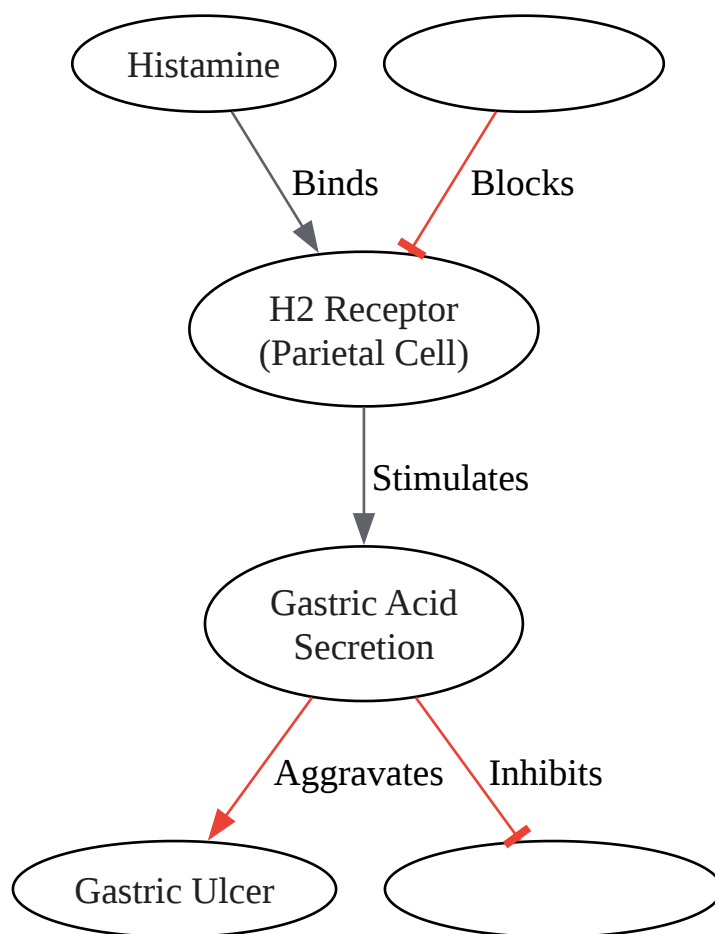 Histamine
Binds
Blocks
H2 Receptor
(Parietal Cell)
Stimulates
Gastric Acid
Secretion
Aggravates
Inhibits
Gastric Ulcer